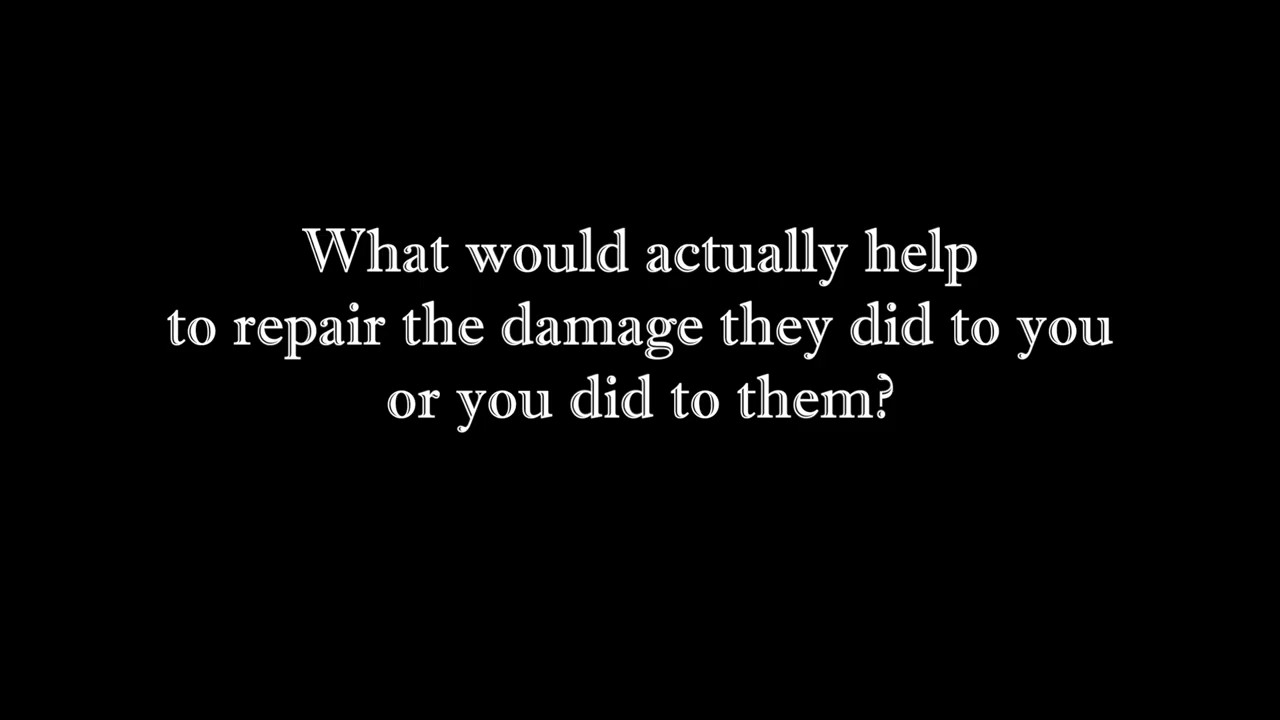 What would actually help
to repair the damage they did to you
or you did to them?